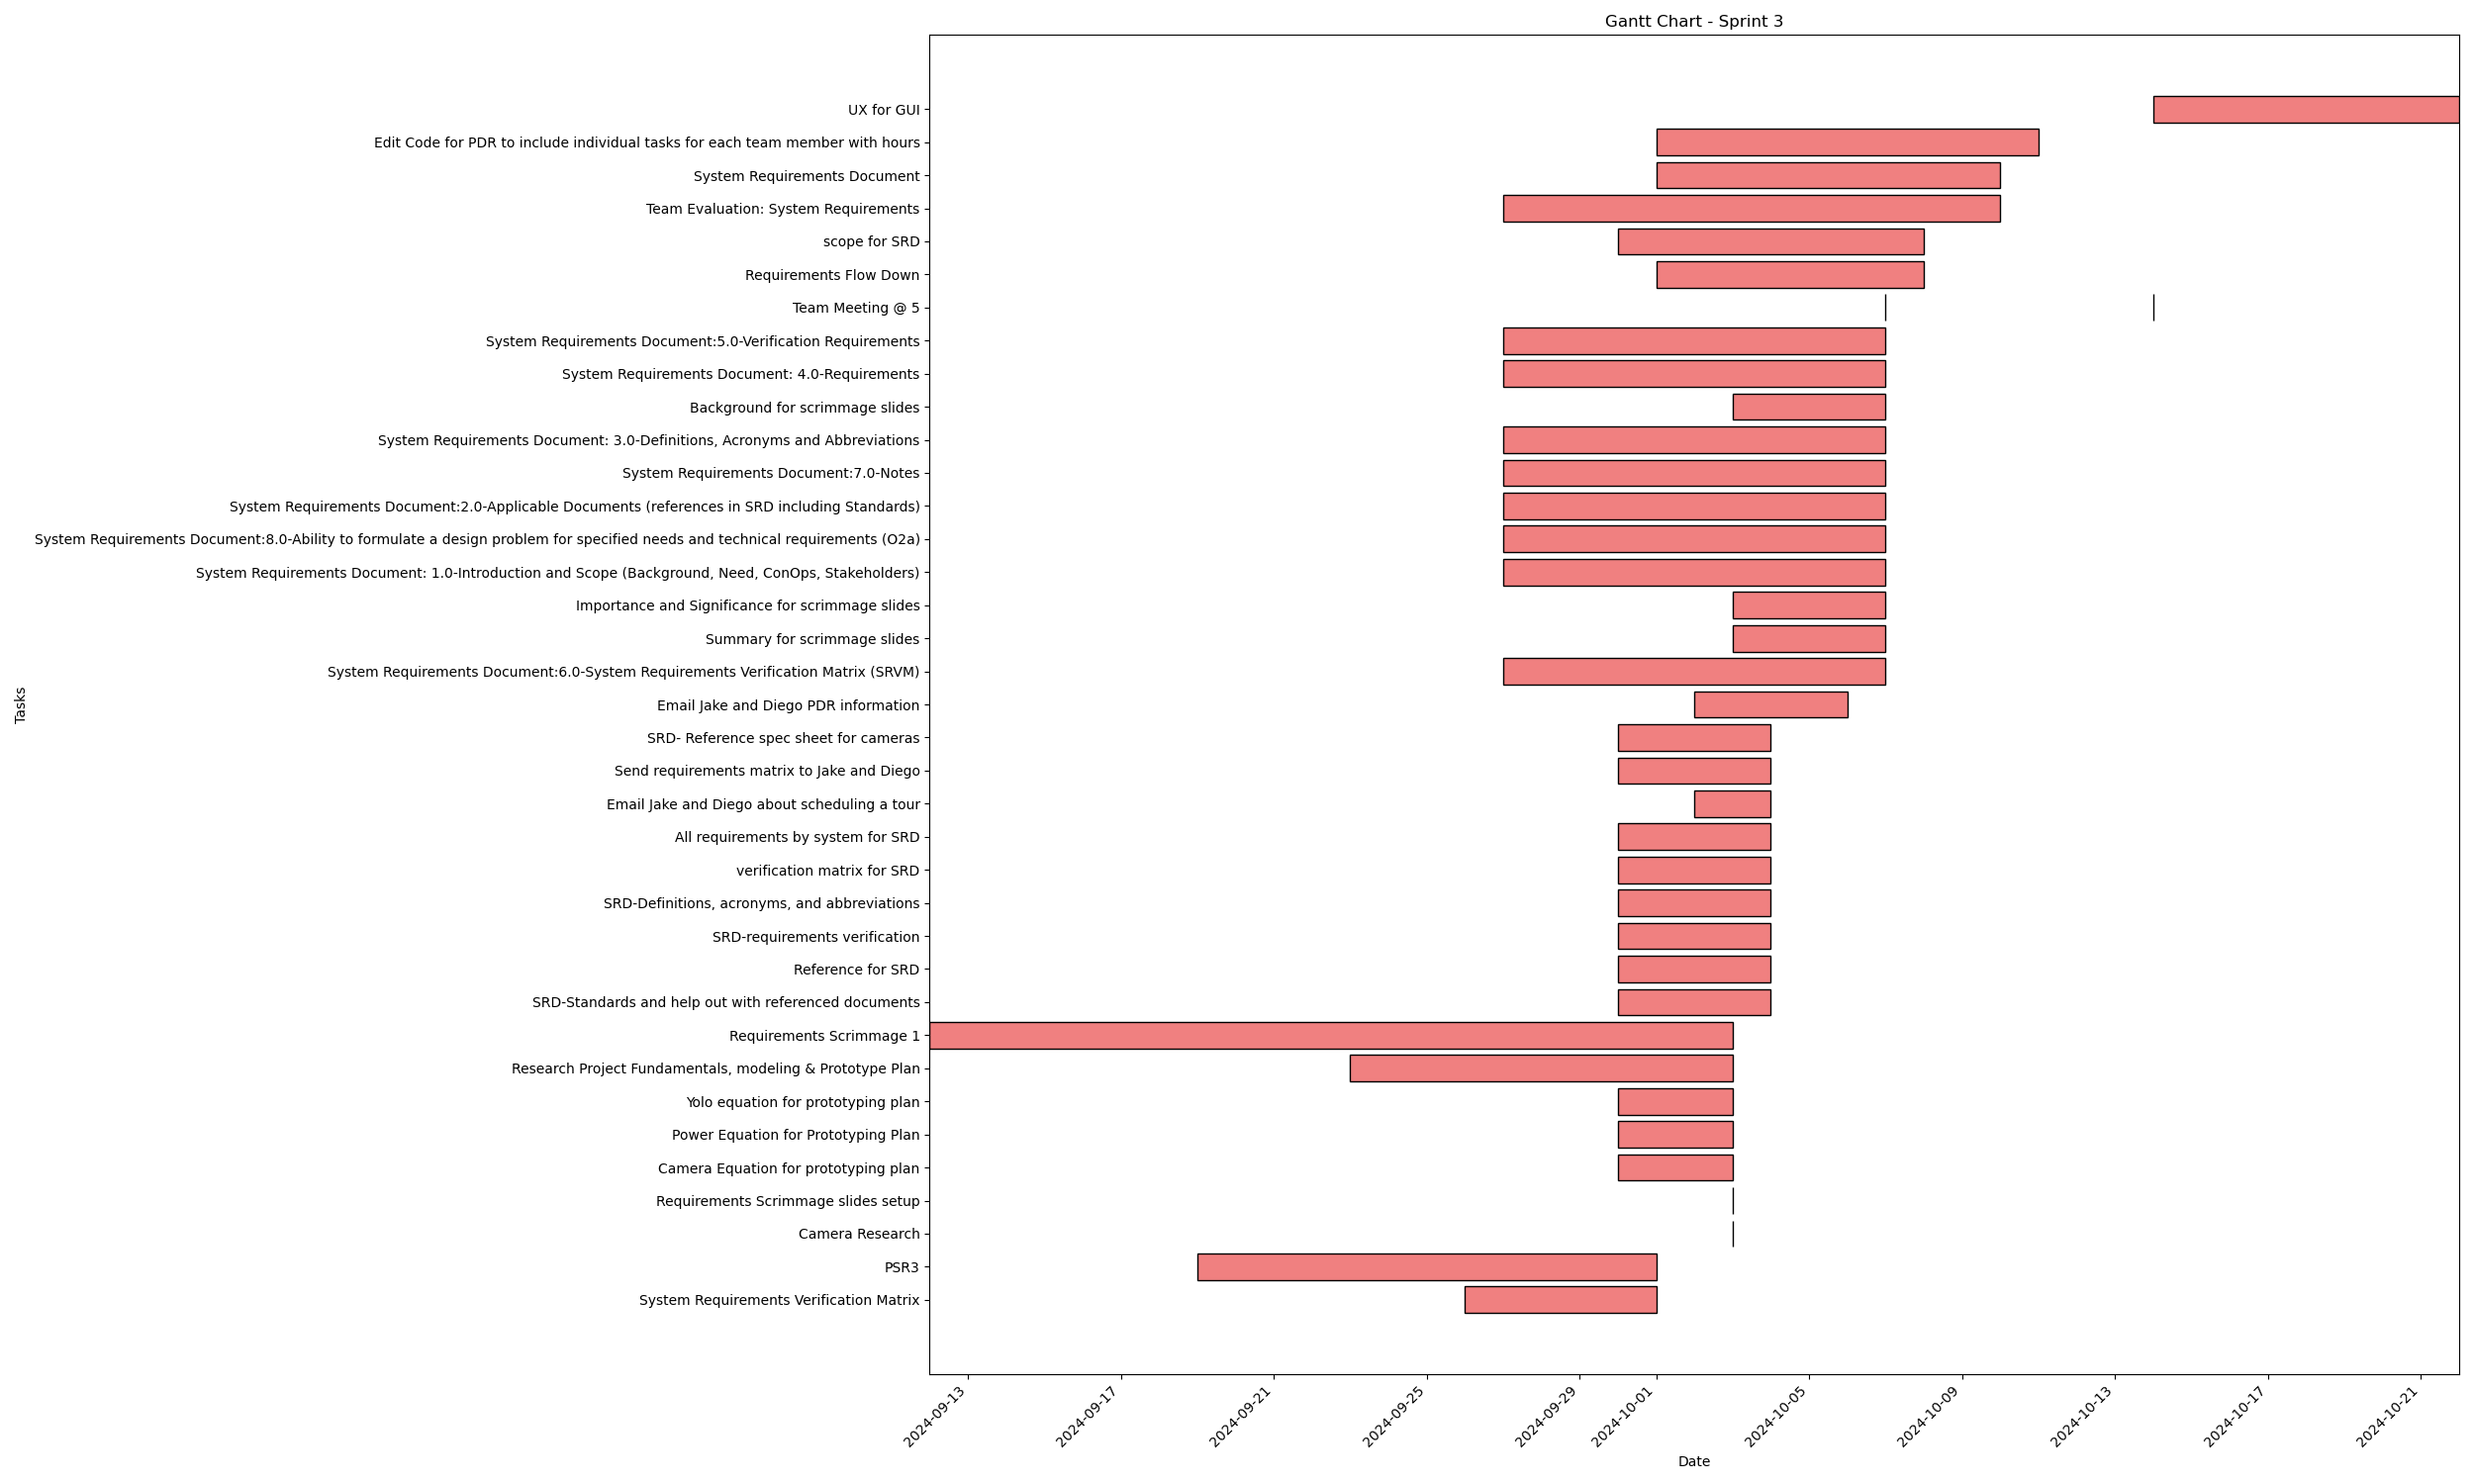 Gantt Chart - Sprint 3
UX for GUI
Edit Code for PDR to include individual tasks for each team member with hours
System Requirements Document
Team Evaluation: System Requirements
scope for SRD
Requirements Flow Down
Team Meeting @ 5
System Requirements Document:5.0-Verification Requirements
System Requirements Document: 4.0-Requirements
Background for scrimmage slides
System Requirements Document: 3.0-Definitions, Acronyms and Abbreviations
System Requirements Document:7.0-Notes
System Requirements Document:2.0-Applicable Documents (references in SRD including Standards)
System Requirements Document:8.0-Ability to formulate a design problem for specified needs and technical requirements (O2a)
System Requirements Document: 1.0-Introduction and Scope (Background, Need, ConOps, Stakeholders)
Importance and Significance for scrimmage slides
Summary for scrimmage slides
System Requirements Document:6.0-System Requirements Verification Matrix (SRVM)
Email Jake and Diego PDR information
SRD- Reference spec sheet for cameras
Send requirements matrix to Jake and Diego
Email Jake and Diego about scheduling a tour
All requirements by system for SRD
verification matrix for SRD
SRD-Definitions, acronyms, and abbreviations
SRD-requirements verification
Reference for SRD
SRD-Standards and help out with referenced documents
Requirements Scrimmage 1
Research Project Fundamentals, modeling & Prototype Plan
Yolo equation for prototyping plan
Power Equation for Prototyping Plan
Camera Equation for prototyping plan
Requirements Scrimmage slides setup
Camera Research
PSR3
System Requirements Verification Matrix
Tasks
2024-09-13
2024-09-17
2024-09-21
2024-09-25
2024-09-29
2024-10-01
2024-10-05
2024-10-09
2024-10-13
2024-10-17
2024-10-21
Date